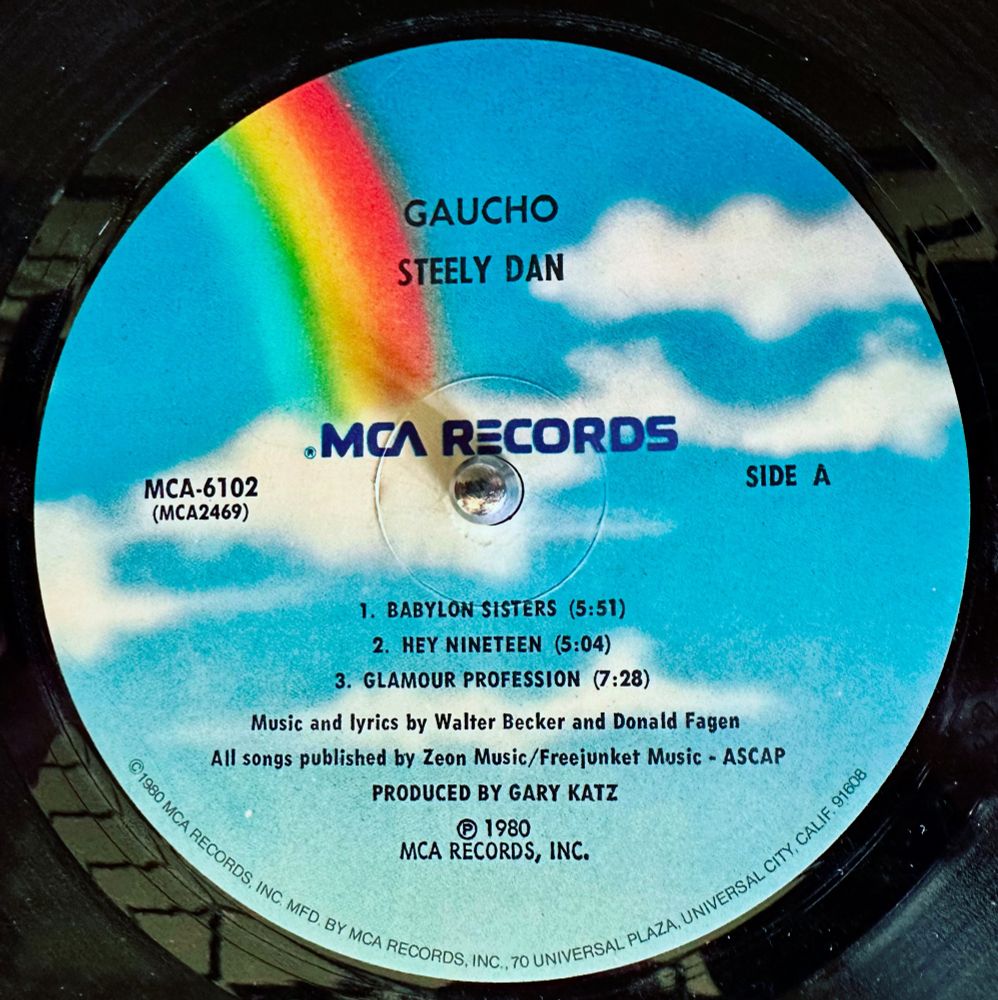 GAUCHO
STEELY DAN
®MCA RECORDS
MCA-6102
(MCA2469)
SIDE A
1. BABYLON SISTERS (5:51)
2. HEY NINETEEN (5:04)
3. GLAMOUR PROFESSION (7:28)
Music and lyrics by Walter Becker and Donald Fagen
All songs published by Zeon Music/Freejunket Music - ASCAP
PRODUCED BY GARY KATZ
℗ 1980
MCA RECORDS, INC.
©1980 MCA RECORDS, INC. MFD. BY MCA RECORDS, INC., 70 UNIVERSAL PLAZA, UNIVERSAL CITY, CALIF. 91608